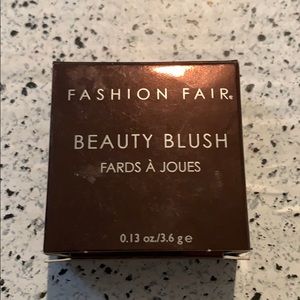 FASHION FAIR®
BEAUTY BLUSH
FARDS À JOUES
0.13 oz./3.6 g ℮